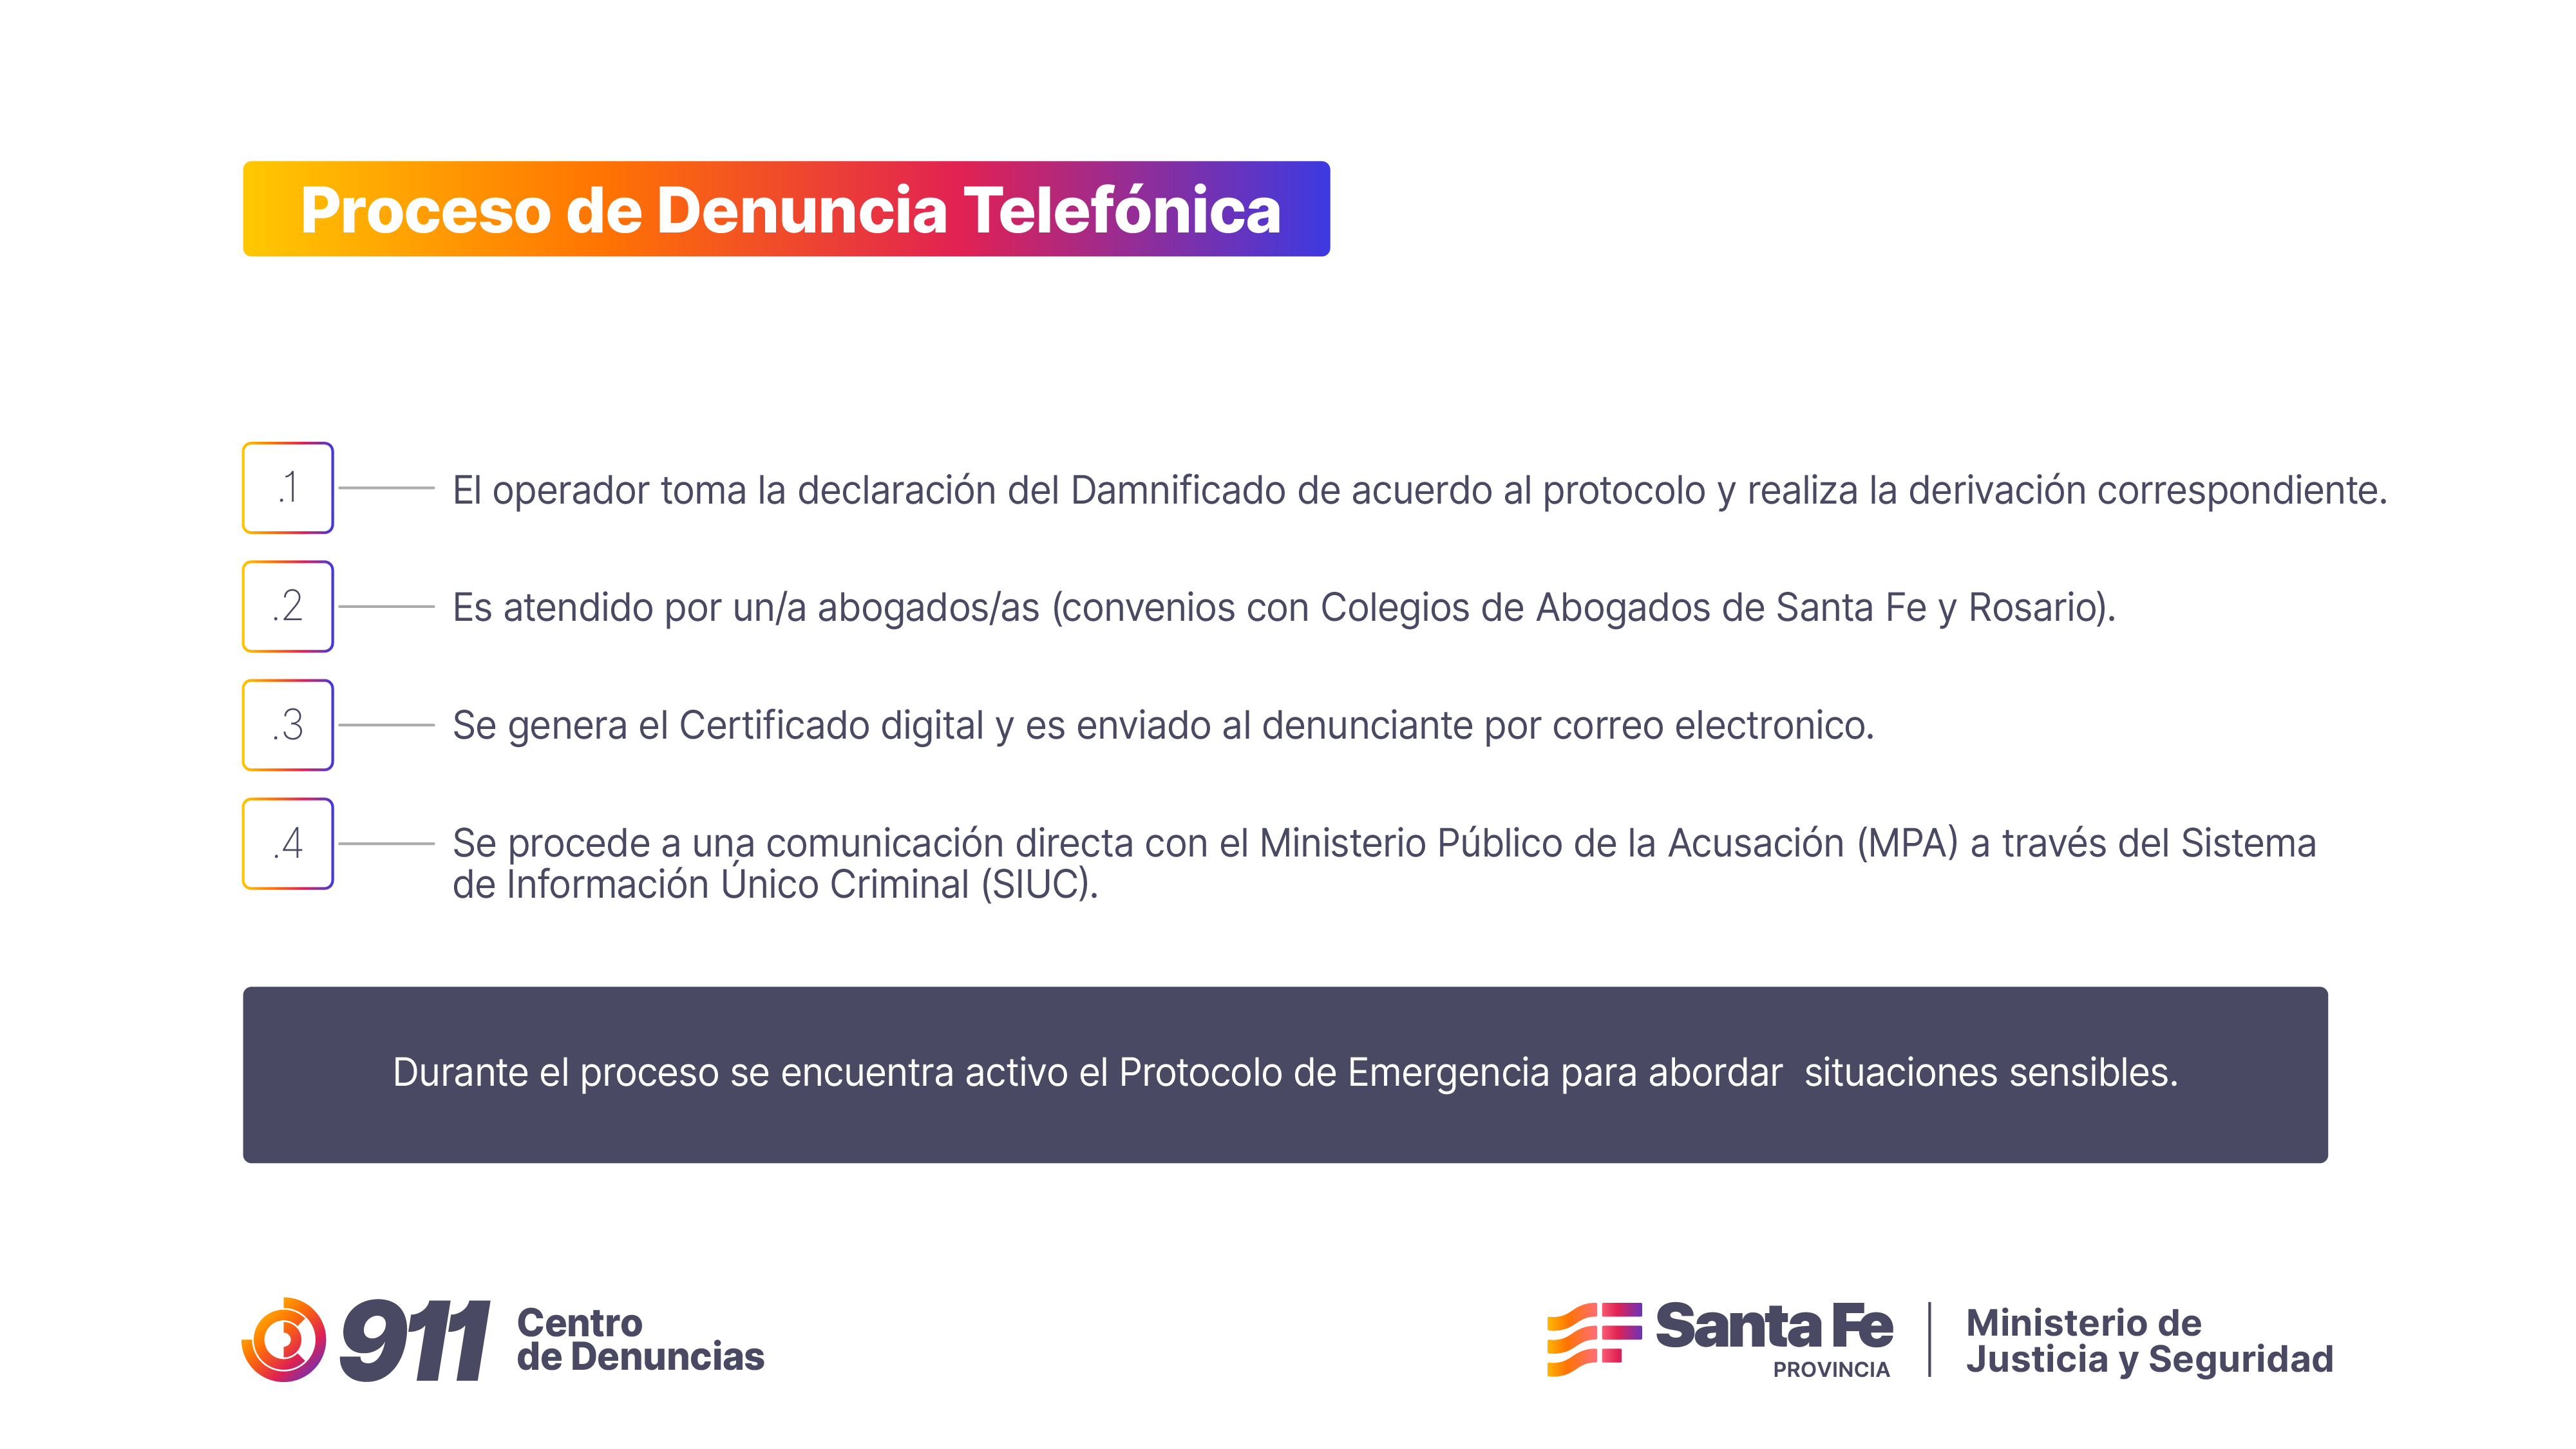 Proceso de Denuncia Telefónica
.1
El operador toma la declaración del Damnificado de acuerdo al protocolo y realiza la derivación correspondiente.
.2
Es atendido por un/a abogados/as (convenios con Colegios de Abogados de Santa Fe y Rosario).
.3
Se genera el Certificado digital y es enviado al denunciante por correo electronico.
.4
Se procede a una comunicación directa con el Ministerio Público de la Acusación (MPA) a través del Sistema
de Información Único Criminal (SIUC).
Durante el proceso se encuentra activo el Protocolo de Emergencia para abordar  situaciones sensibles.
911
Centro
de Denuncias
Santa Fe
PROVINCIA
Ministerio de
Justicia y Seguridad